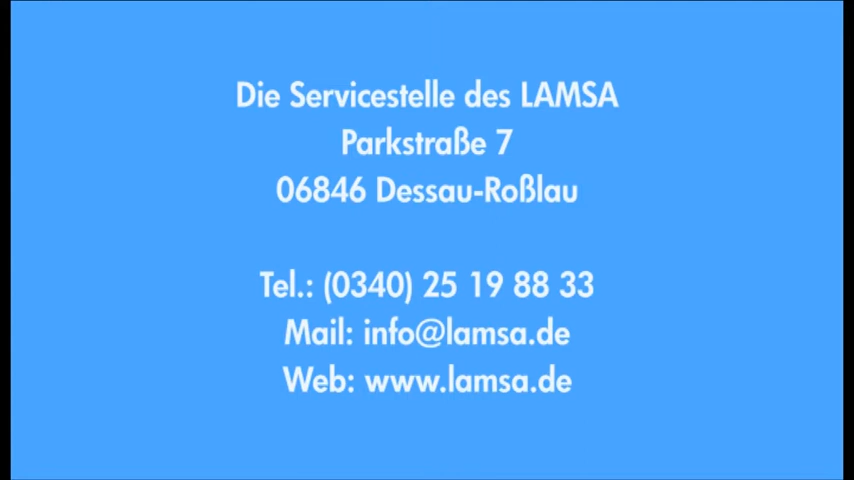 Die Servicestelle des LAMSA
Parkstraße 7
06846 Dessau-Roßlau
Tel.: (0340) 25 19 88 33
Mail: info@lamsa.de
Web: www.lamsa.de